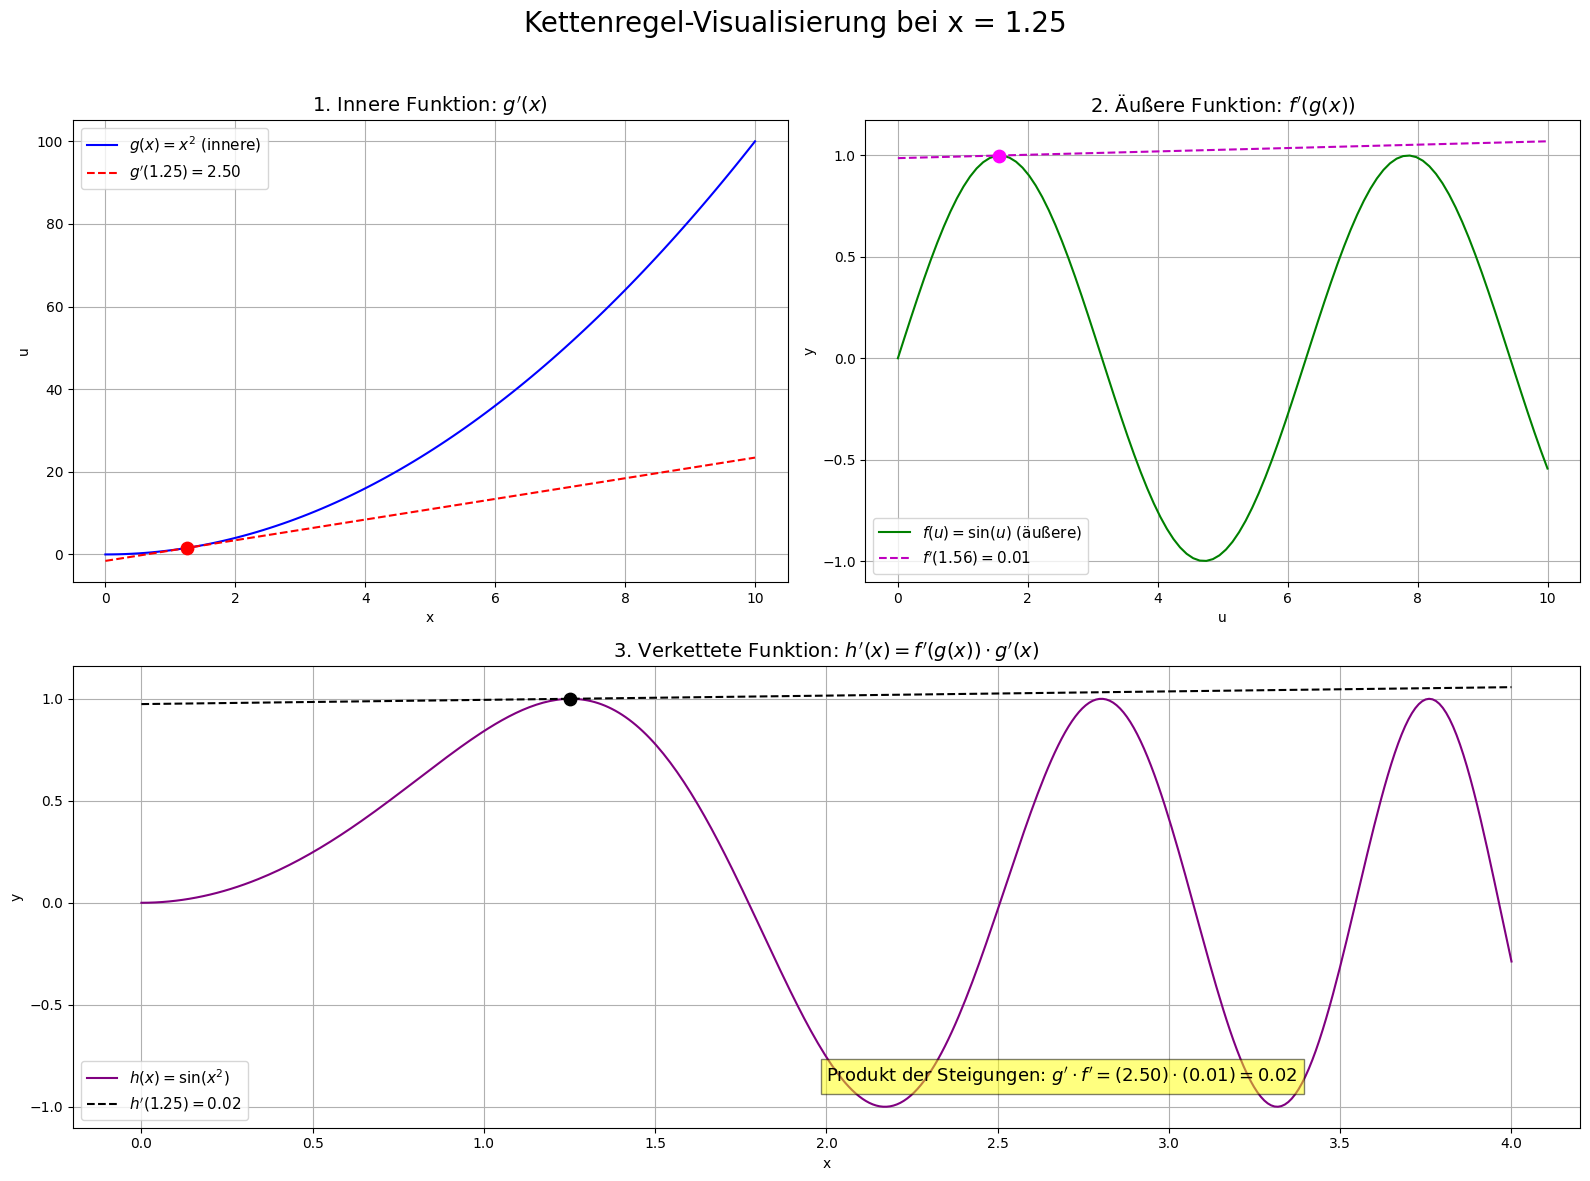 Kettenregel-Visualisierung bei x = 1.25
1. Innere Funktion: g'(x)
g(x) = x² (innere)
g'(1.25) = 2.50
100
80
60
40
20
0
u
0 2 4 6 8 10
x
2. Äußere Funktion: f'(g(x))
1.0
0.5
0.0
−0.5
−1.0
y
f(u) = sin(u) (äußere)
f'(1.56) = 0.01
0 2 4 6 8 10
u
3. Verkettete Funktion: h'(x) = f'(g(x)) · g'(x)
1.0
0.5
0.0
−0.5
−1.0
y
Produkt der Steigungen: g' · f' = (2.50) · (0.01) = 0.02
h(x) = sin(x²)
h'(1.25) = 0.02
0.0 0.5 1.0 1.5 2.0 2.5 3.0 3.5 4.0
x